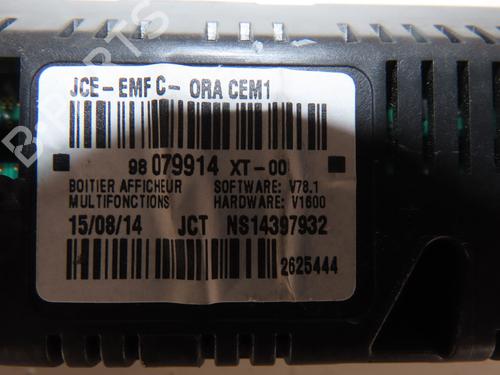 JCE-EMF C- ORA CEM1
98 079914 XT-00
BOITIER AFFICHEUR SOFTWARE: V78.1
MULTIFONCTIONS HARDWARE: V1600
15/08/14 JCT NS14397932
2625444